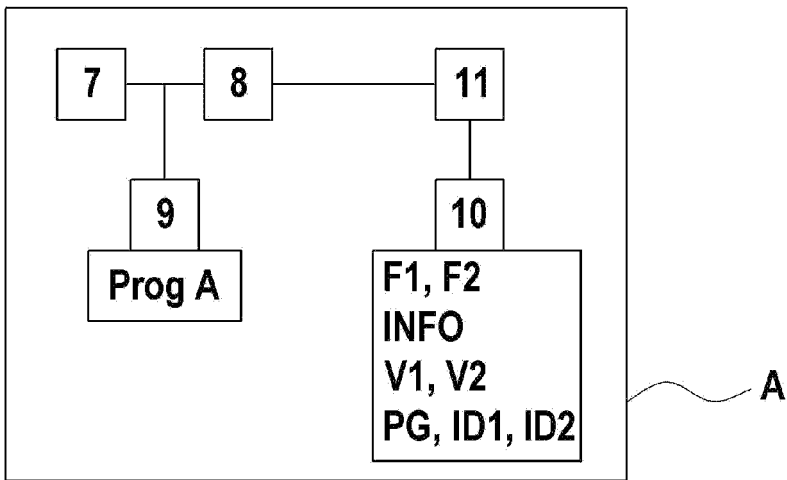 7
8
11
9
10
Prog A
F1, F2
INFO
V1, V2
PG, ID1, ID2
A